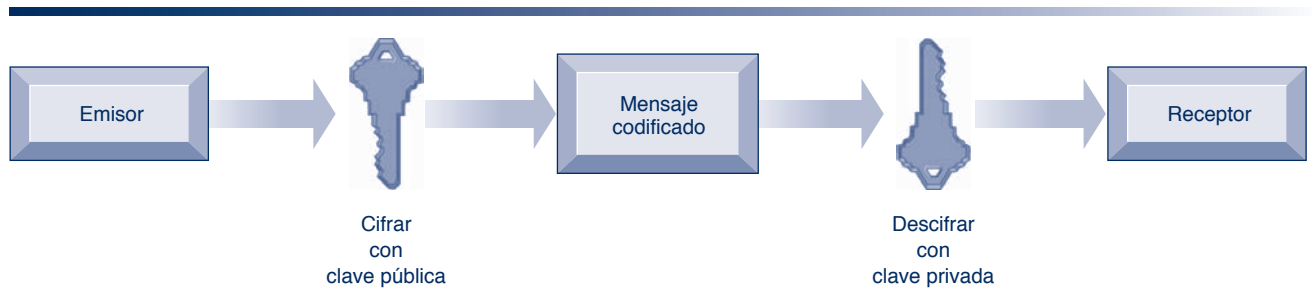 Emisor
Cifrar
con
clave pública
Mensaje
codificado
Descifrar
con
clave privada
Receptor